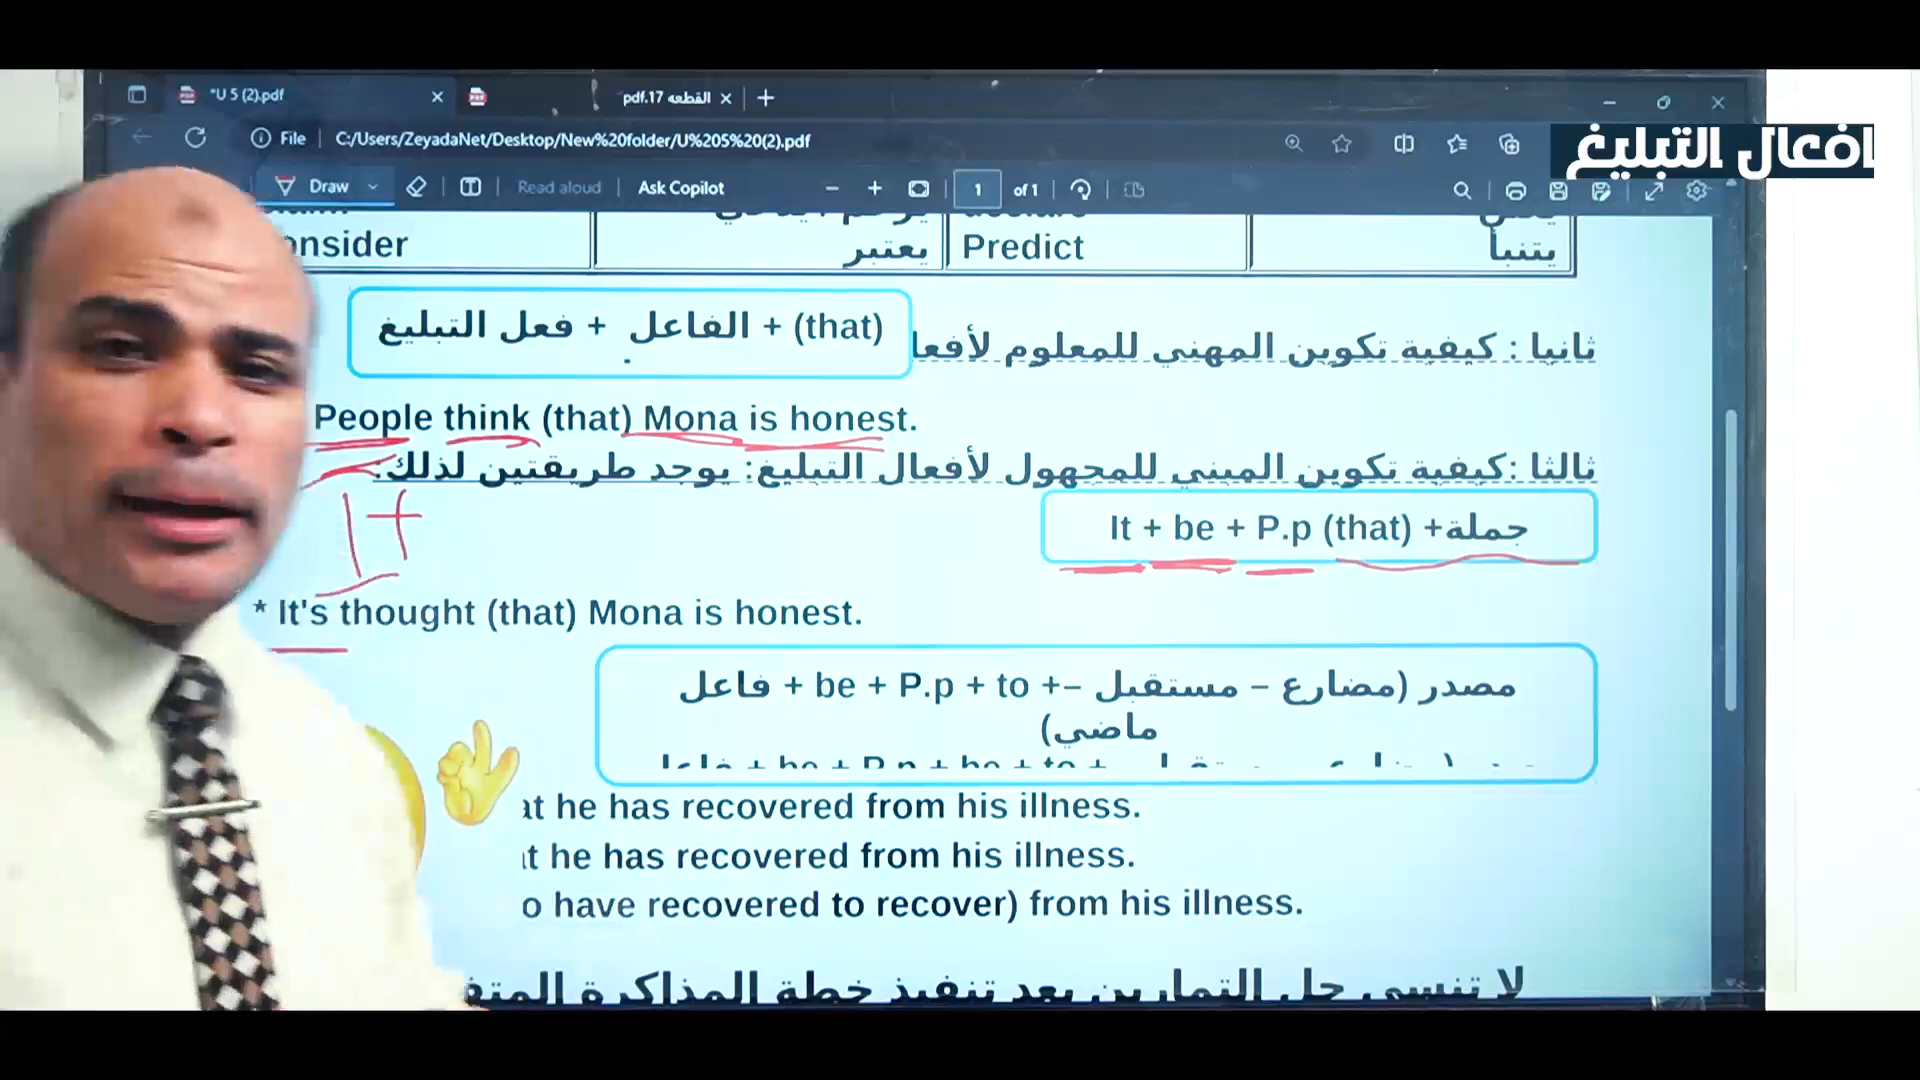 *U 5 (2).pdf
القطعه 17.pdf
File
C:/Users/ZeyadaNet/Desktop/New%20folder/U%205%20(2).pdf
افعال التبليغ
Draw
Read aloud
Ask Copilot
1 of 1
onsider
يعتبر
Predict
يتنبأ
(that) + الفاعل + فعل التبليغ
ثانيا : كيفية تكوين المهني للمعلوم لأفعا
People think (that) Mona is honest.
ثالثا :كيفية تكوين المبني للمجهول لأفعال التبليغ: يوجد طريقتين لذلك:
It
It + be + P.p (that) +جملة
* It's thought (that) Mona is honest.
مصدر (مضارع – مستقبل –+ be + P.p + to + فاعل
ماضي)
at he has recovered from his illness.
t he has recovered from his illness.
o have recovered to recover) from his illness.
لا تنسى حل التمارين بعد تنفيذ خطة المذاكرة